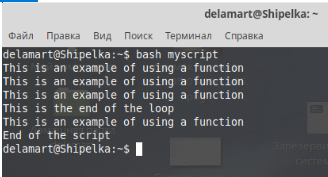 delamart@Shipelka: ~
Файл Правка Вид Поиск Терминал Справка
delamart@Shipelka:~$ bash myscript
This is an example of using a function
This is an example of using a function
This is an example of using a function
This is the end of the loop
This is an example of using a function
End of the script
delamart@Shipelka:~$